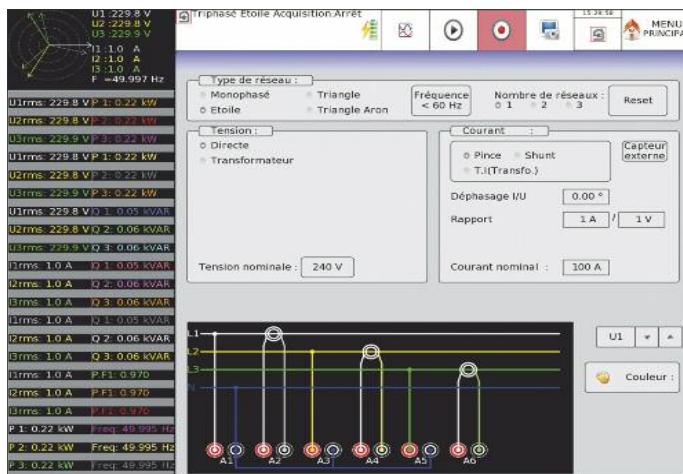 U1 :229.8 V
U2 :229.8 V
U3 :229.9 V
I1 :1.0 A
I2 :1.0 A
I3 :1.0 A
F =49.997 Hz
Triphasé Etoile Acquisition:Arrêt
15:28:58
MENU
PRINCIPA
Type de réseau :
Monophasé
Triangle
Etoile
Triangle Aron
Fréquence
< 60 Hz
Nombre de réseaux :
1 2 3
Reset
Tension :
Directe
Transformateur
Tension nominale : 240 V
Courant :
Pince Shunt
T.I(Transfo.)
Capteur
externe
Déphasage I/U 0.00 °
Rapport 1 A / 1 V
Courant nominal : 100 A
U1rms: 229.8 V P 1: 0.22 kW
U2rms: 229.8 V P 2: 0.22 kW
U3rms: 229.9 V P 3: 0.22 kW
U1rms: 229.8 V P 1: 0.22 kW
U2rms: 229.8 V P 2: 0.22 kW
U3rms: 229.9 V P 3: 0.22 kW
U1rms: 229.8 V Q 1: 0.05 kVAR
U2rms: 229.8 V Q 2: 0.06 kVAR
U3rms: 229.9 V Q 3: 0.06 kVAR
I1rms: 1.0 A Q 1: 0.05 kVAR
I2rms: 1.0 A Q 2: 0.06 kVAR
I3rms: 1.0 A Q 3: 0.06 kVAR
I1rms: 1.0 A Q 1: 0.05 kVAR
I2rms: 1.0 A Q 2: 0.06 kVAR
I3rms: 1.0 A Q 3: 0.06 kVAR
I1rms: 1.0 A P.F1: 0.970
I2rms: 1.0 A P.F1: 0.970
I3rms: 1.0 A P.F1: 0.970
P 1: 0.22 kW Freq: 49.995 Hz
P 2: 0.22 kW Freq: 49.995 Hz
P 3: 0.22 kW Freq: 49.995 Hz
L1
L2
L3
N
A1 A2 A3 A4 A5 A6
U1
Couleur :